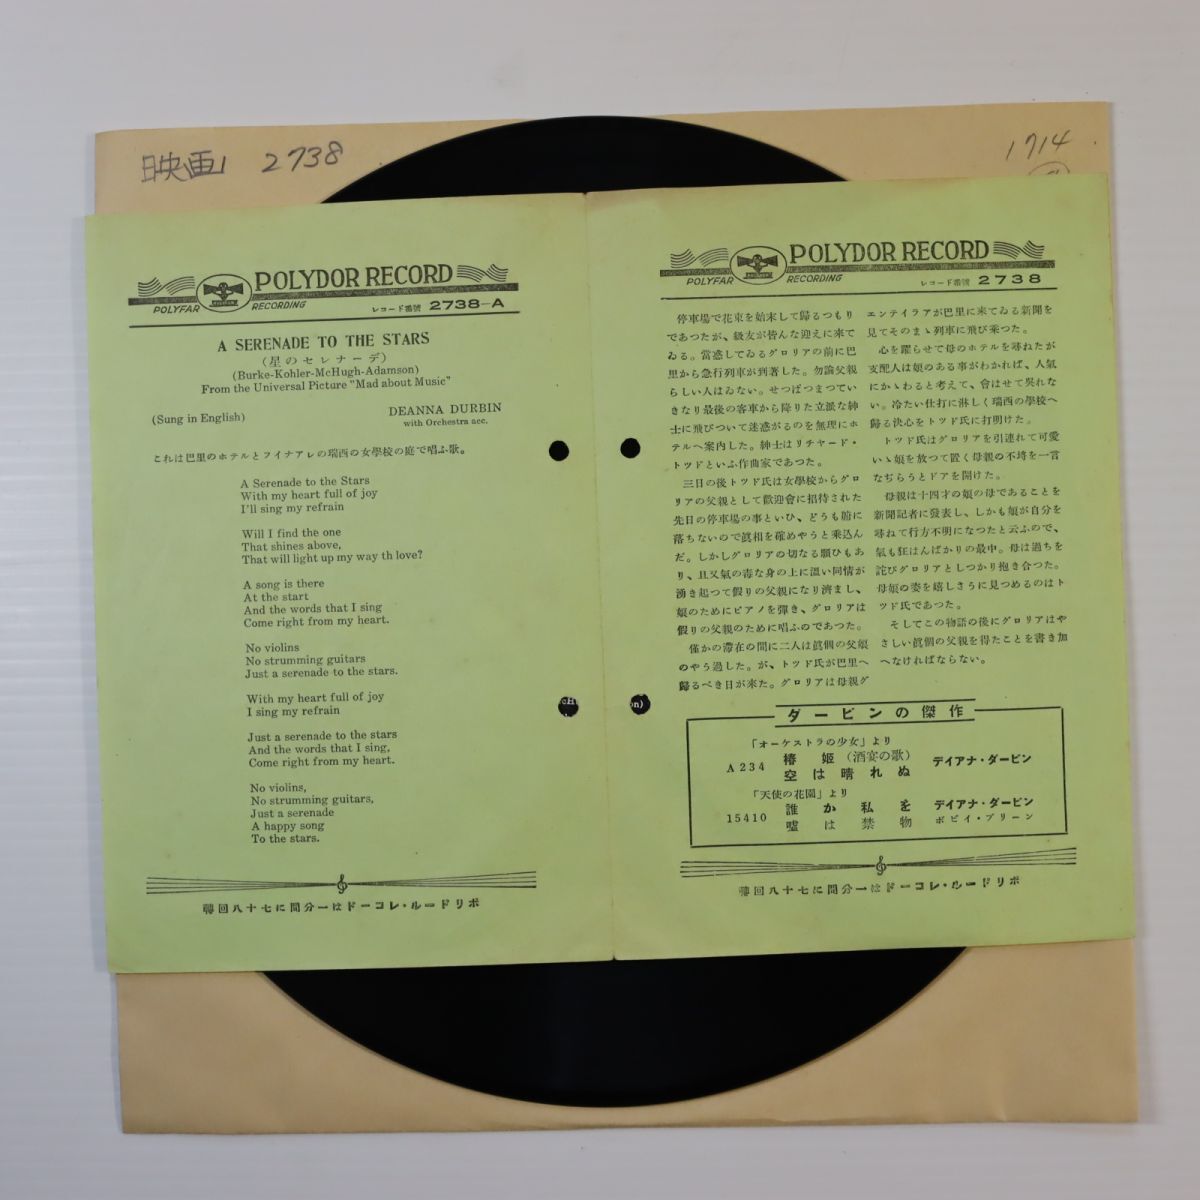 映画 2738
1714
POLYDOR RECORD
POLYFAR RECORDING
レコード番號 2738-A
A SERENADE TO THE STARS
(星のセレナーデ)
(Burke-Kohler-McHugh-Adamson)
From the Universal Picture "Mad about Music"
(Sung in English)
DEANNA DURBIN
with Orchestra acc.
これは巴里のホテルとフイナアレの瑞西の女學校の庭で唱ふ歌。
A Serenade to the Stars
With my heart full of joy
I'll sing my refrain
Will I find the one
That shines above,
That will light up my way th love?
A song is there
At the start
And the words that I sing
Come right from my heart.
No violins
No strumming guitars
Just a serenade to the stars.
With my heart full of joy
I sing my refrain
Just a serenade to the stars
And the words that I sing,
Come right from my heart.
No violins,
No strumming guitars,
Just a serenade
A happy song
To the stars.
轉回八十七に間分一はドーコレ・ルードリポ
POLYDOR RECORD
POLYFAR RECORDING
レコード番號 2738
停車場で花束を始末して歸るつもり
であつたが、級友が皆んな迎えに來て
ゐる。當惑してゐるグロリアの前に巴
里から急行列車が到著した。勿論父親
らしい人はゐない。せつぱつまつてい
きなり最後の客車から降りた立派な紳
士に飛びついて迷惑がるのを無理にホ
テルへ案內した。紳士はリチャード・
トツドといふ作曲家であつた。
三日の後トツド氏は女學校からグロ
リアの父親として歡迎會に招待された
先日の停車場の事といひ、どうも腑に
落ちないので眞相を確めやうと乘込ん
だ。しかしグロリアの切なる願ひもあ
り、且又氣の毒な身の上に溫い同情が
湧き起つて假りの父親になり濟まし、
娘のためにピアノを彈き、グロリアは
假りの父親のために唱ふのであつた。
僅かの滯在の間に二人は眞個の父娘
のやう過した。が、トツド氏が巴里へ
歸るべき日が來た。グロリアは母親グ
エンテイラアが巴里に來てゐる新聞を
見てそのまゝ列車に飛び乘つた。
心を躍らせて母のホテルを尋ねたが
支配人は娘のある事がわかれば、人氣
にかゝわると考えて、會はせて吳れな
い。冷たい仕打に淋しく瑞西の學校へ
歸る決心をトツド氏に打明けた。
トツド氏はグロリアを引連れて可愛
いゝ娘を放つて置く母親の不埒を一言
なぢらうとドアを開けた。
母親は十四才の娘の母であることを
新聞記者に發表し、しかも娘が自分を
尋ねて行方不明になつたと云ふので、
氣も狂はんばかりの最中。母は過ちを
詫びグロリアとしつかり抱き合つた。
母娘の姿を嬉しさうに見つめるのはト
ツド氏であつた。
そしてこの物語の後にグロリアはや
さしい眞個の父親を得たことを書き加
へなければならない。
ダービンの傑作
「オーケストラの少女」より
A234 椿姬(酒宴の歌) デイアナ・ダービン
空は晴れぬ
「天使の花園」より
15410 誰か私を デイアナ・ダービン
噓は禁物 ボビイ・ブリーン
轉回八十七に間分一はドーコレ・ルードリポ